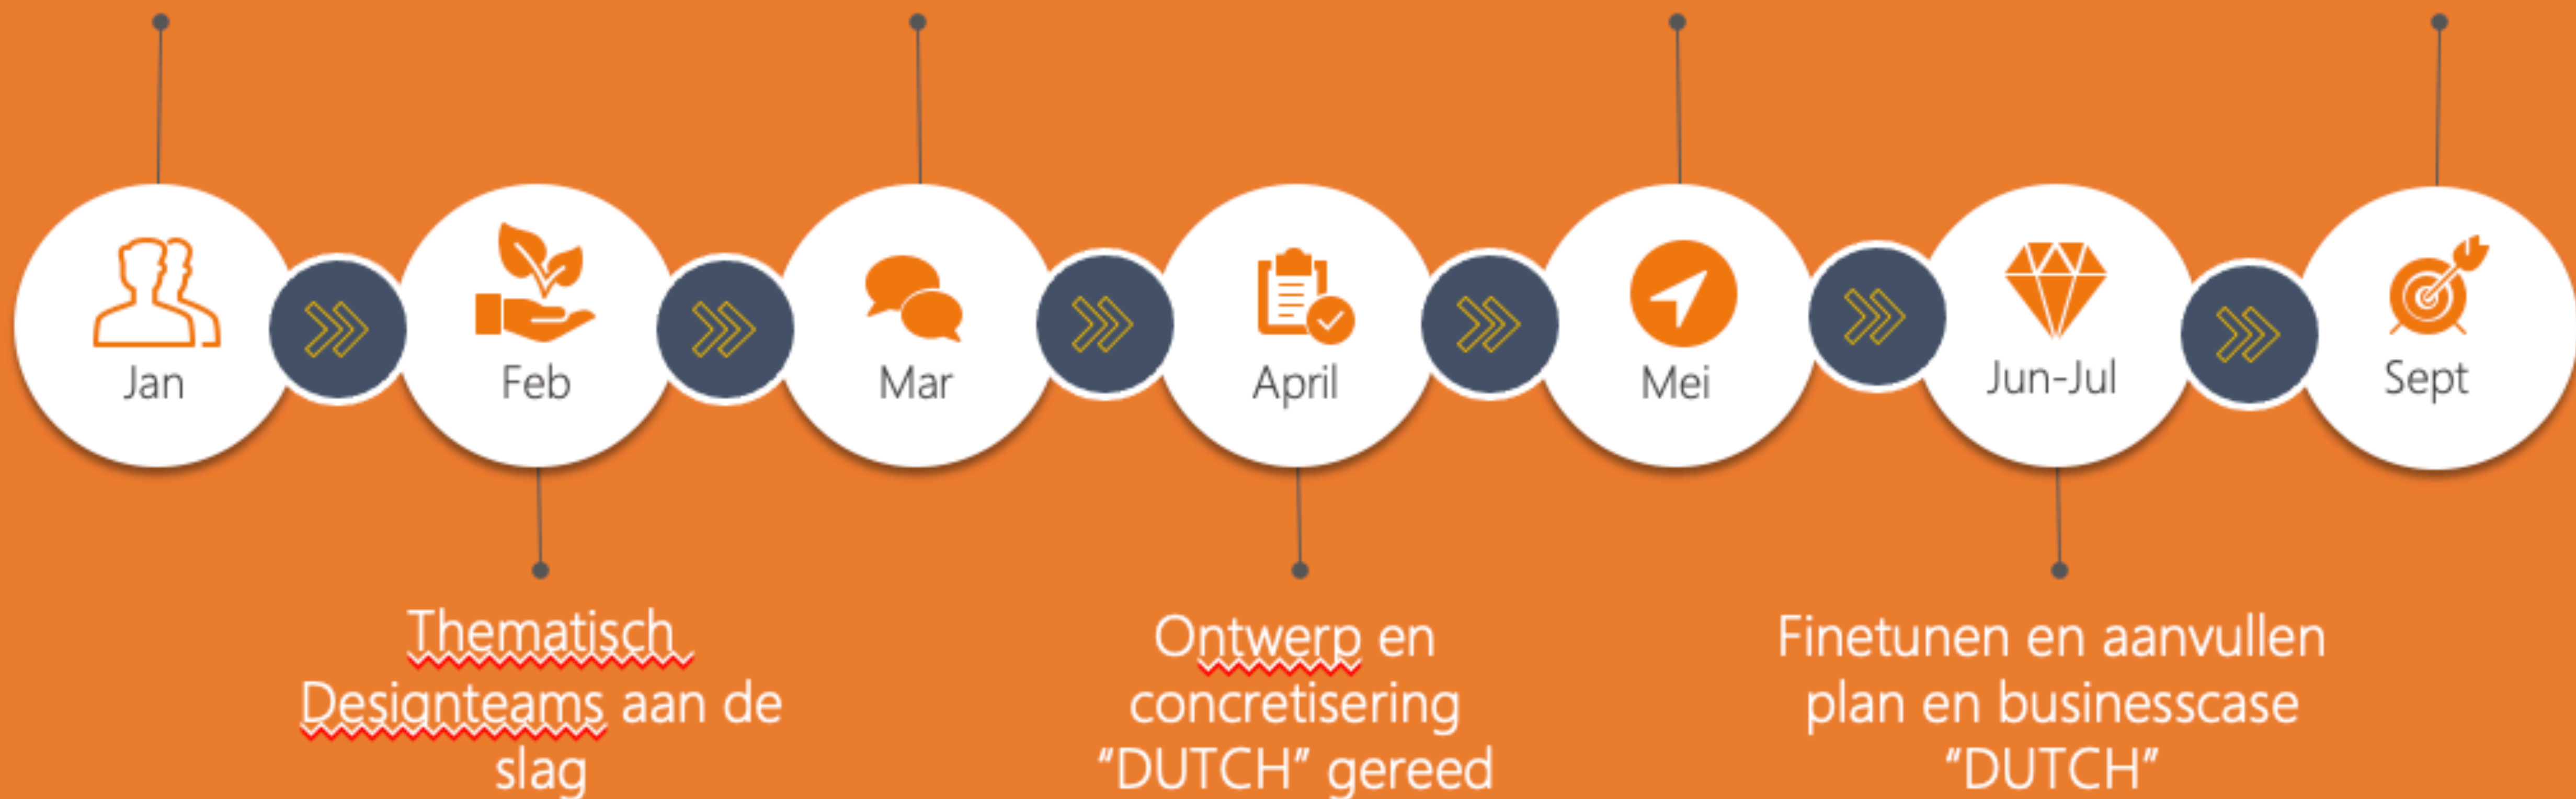 Jan
Feb
Mar
April
Mei
Jun-Jul
Sept
Thematisch
Designteams aan de
slag
Ontwerp en
concretisering
“DUTCH” gereed
Finetunen en aanvullen
plan en businesscase
“DUTCH”